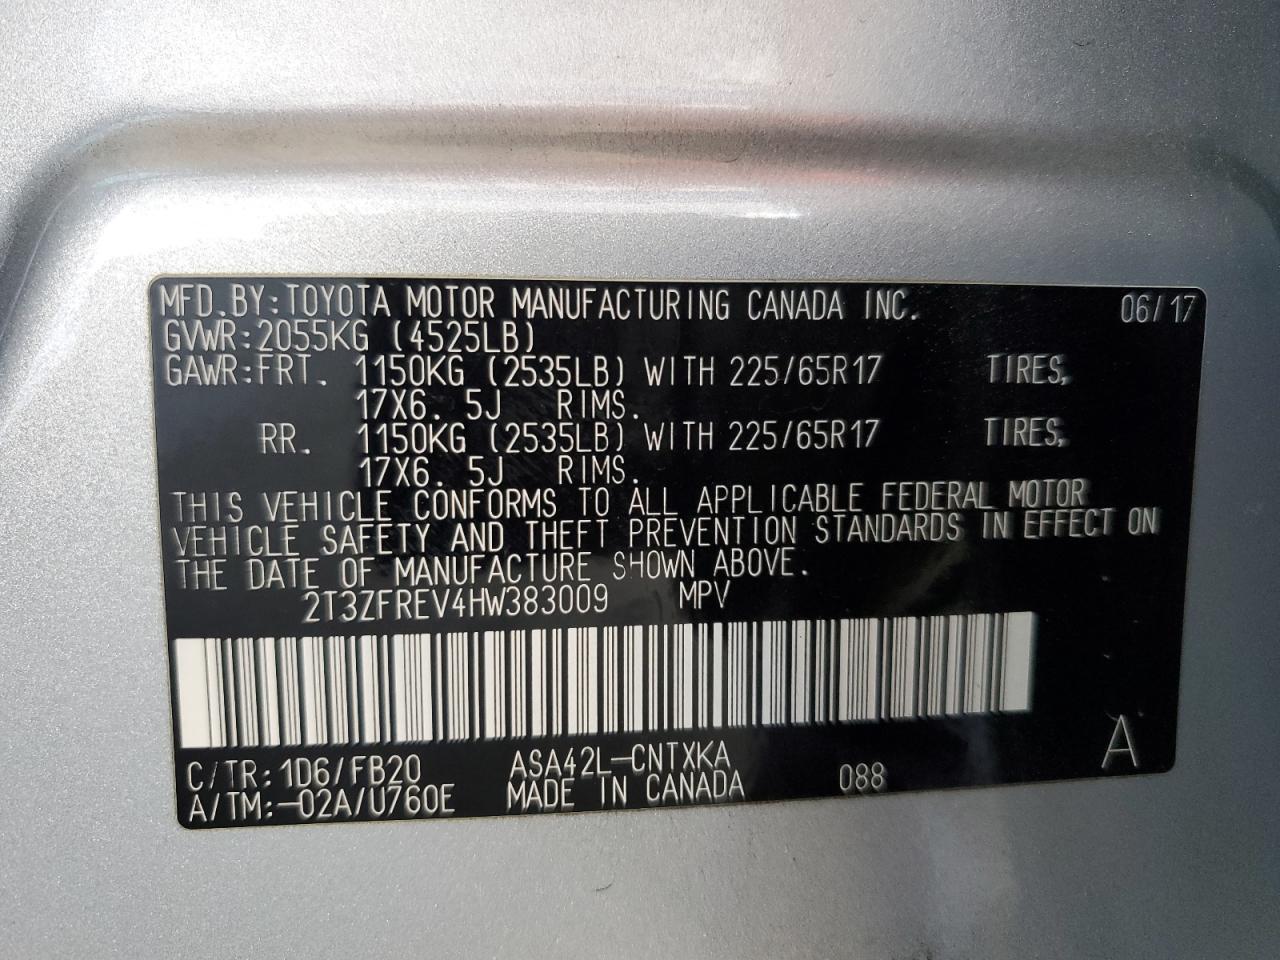 MFD.BY:TOYOTA MOTOR MANUFACTURING CANADA INC. 06/17
GVWR:2055KG (4525LB)
GAWR:FRT. 1150KG (2535LB) WITH 225/65R17 TIRES,
17X6. 5J RIMS.
RR. 1150KG (2535LB) WITH 225/65R17 TIRES,
17X6. 5J RIMS.
THIS VEHICLE CONFORMS TO ALL APPLICABLE FEDERAL MOTOR
VEHICLE SAFETY AND THEFT PREVENTION STANDARDS IN EFFECT ON
THE DATE OF MANUFACTURE SHOWN ABOVE.
2T3ZFREV4HW383009 MPV
C/TR:1D6/FB20 ASA42L-CNTXKA 088 A
A/TM:-02A/U760E MADE IN CANADA